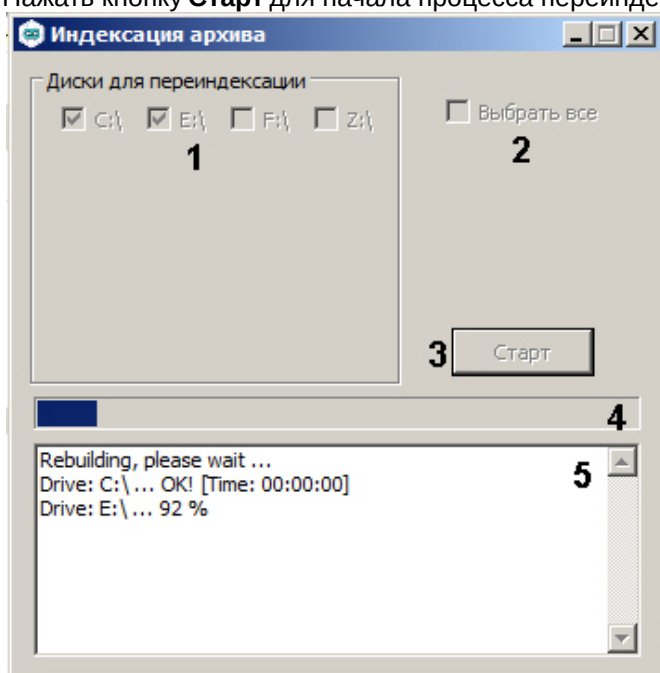 Нажать кнопку Старт для начала процесса переинде
Индексация архива
Диски для переиндексации
C:\ E:\ F:\ Z:\
1
Выбрать все
2
3
Старт
4
Rebuilding, please wait ...
Drive: C:\ ... OK! [Time: 00:00:00]
Drive: E:\ ... 92 %
5